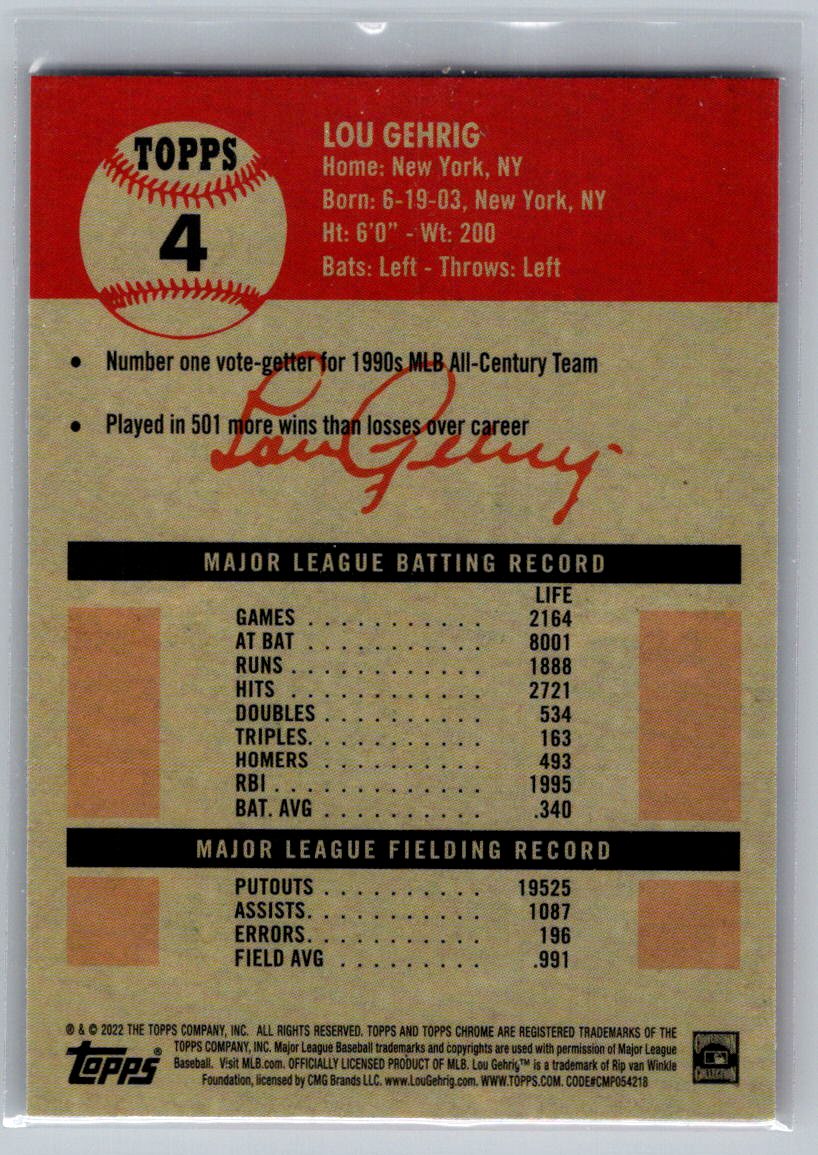 TOPPS
4
LOU GEHRIG
Home: New York, NY
Born: 6-19-03, New York, NY
Ht: 6'0" - Wt: 200
Bats: Left - Throws: Left
• Number one vote-getter for 1990s MLB All-Century Team
• Played in 501 more wins than losses over career
Lou Gehrig
MAJOR LEAGUE BATTING RECORD
LIFE
GAMES . . . . . . . . . . . 2164
AT BAT . . . . . . . . . . . 8001
RUNS . . . . . . . . . . . . 1888
HITS . . . . . . . . . . . . 2721
DOUBLES . . . . . . . . . . 534
TRIPLES. . . . . . . . . . . 163
HOMERS . . . . . . . . . . . 493
RBI . . . . . . . . . . . . . 1995
BAT. AVG . . . . . . . . . . .340
MAJOR LEAGUE FIELDING RECORD
PUTOUTS . . . . . . . . . . 19525
ASSISTS. . . . . . . . . . . 1087
ERRORS. . . . . . . . . . . 196
FIELD AVG . . . . . . . . . .991
® & © 2022 THE TOPPS COMPANY, INC. ALL RIGHTS RESERVED. TOPPS AND TOPPS CHROME ARE REGISTERED TRADEMARKS OF THE
TOPPS COMPANY, INC. Major League Baseball trademarks and copyrights are used with permission of Major League
Baseball. Visit MLB.com. OFFICIALLY LICENSED PRODUCT OF MLB. Lou Gehrig™ is a trademark of Rip van Winkle
Foundation, licensed by CMG Brands LLC. www.LouGehrig.com. WWW.TOPPS.COM. CODE#CMP054218
topps®
COOPERSTOWN
COLLECTION